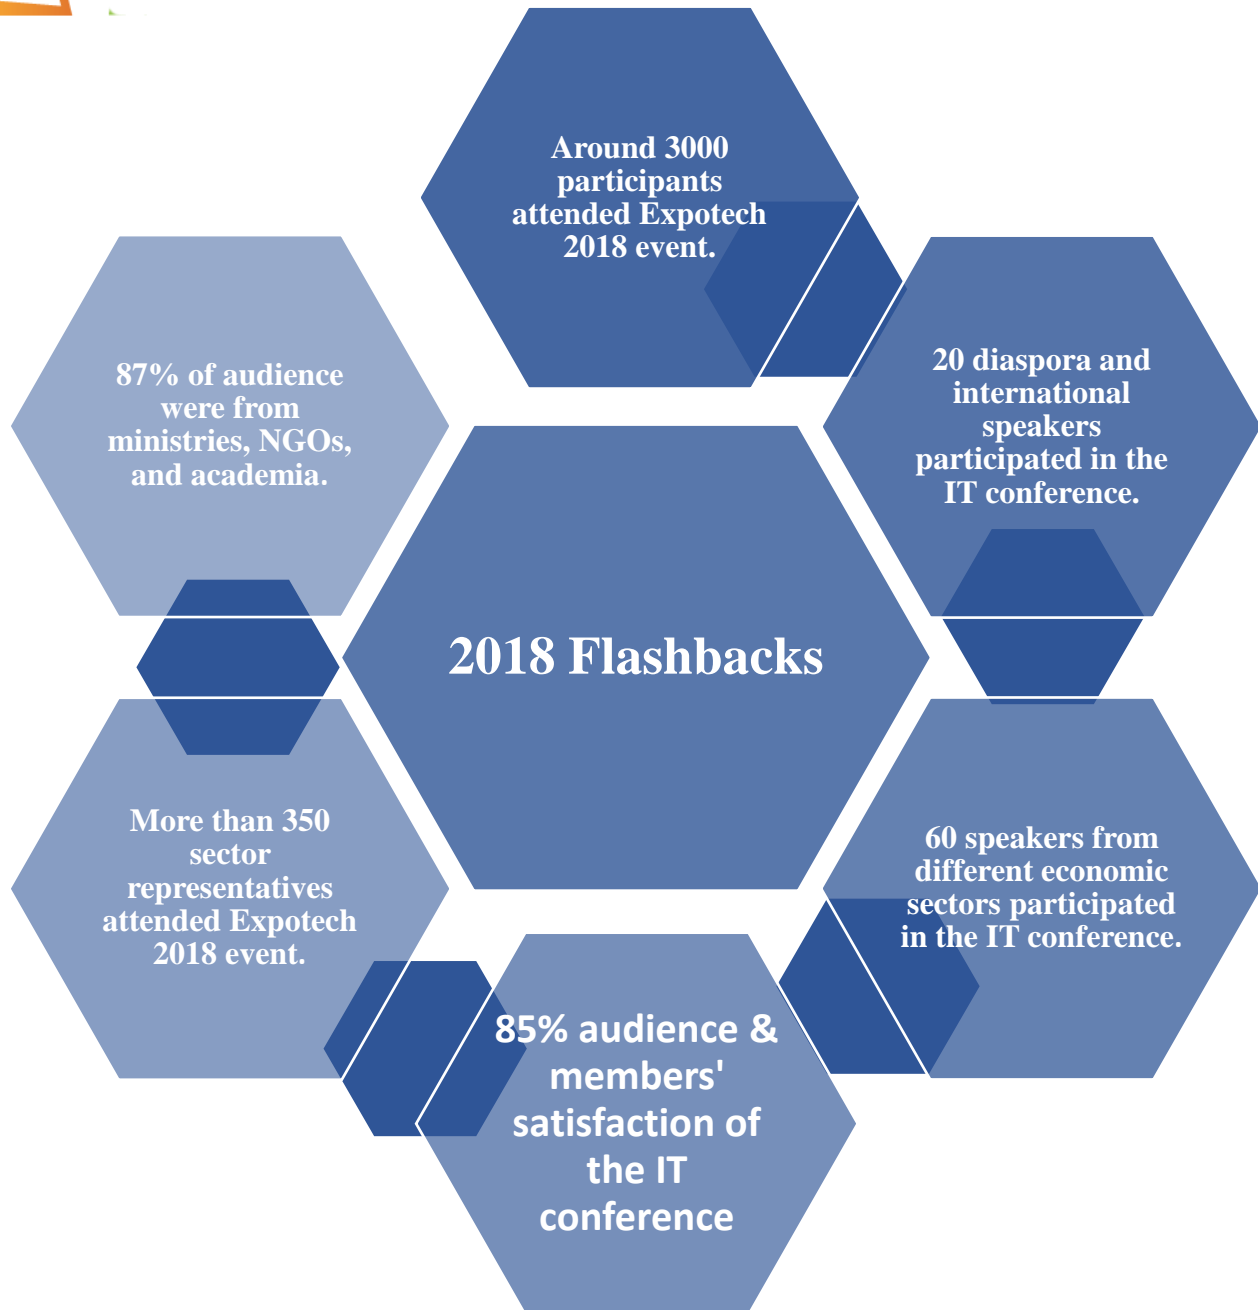 Around 3000
participants
attended Expotech
2018 event.
20 diaspora and
international
speakers
participated in the
IT conference.
60 speakers from
different economic
sectors participated
in the IT conference.
85% audience &
members'
satisfaction of
the IT
conference
More than 350
sector
representatives
attended Expotech
2018 event.
87% of audience
were from
ministries, NGOs,
and academia.
2018 Flashbacks